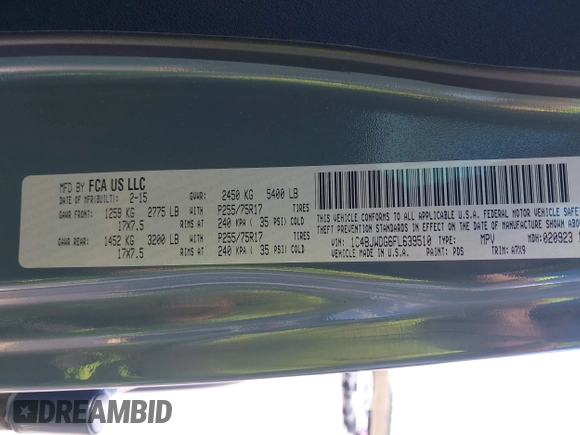 MFD BY FCA US LLC
DATE OF MFR(BUILT): 2-15
GVWR: 2450 KG 5400 LB
GAWR FRONT: 1259 KG 2775 LB WITH P255/75R17 TIRES
17X7.5 RIMS AT 240 KPA ( 35 PSI) COLD
GAWR REAR: 1452 KG 3200 LB WITH P255/75R17 TIRES
17X7.5 RIMS AT 240 KPA ( 35 PSI) COLD
THIS VEHICLE CONFORMS TO ALL APPLICABLE U.S.A. FEDERAL MOTOR VEHICLE SAFETY
BUMPER AND THEFT PREVENTION STANDARDS IN EFFECT ON THE DATE OF MANUFACTURE SHOWN ABO
VIN: 1C4BJWDG6FL639510 TYPE: MPV MDH: 020923
VEHICLE MADE IN U.S.A. PAINT: PDS TRIM: A7X9
DREAMBID